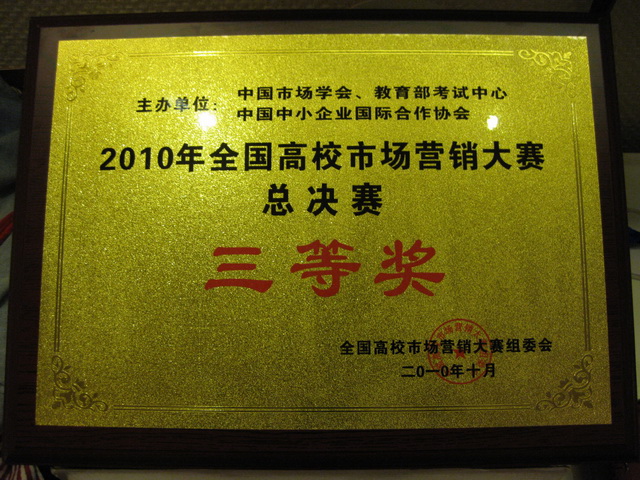 主办单位：
中国市场学会、教育部考试中心
中国中小企业国际合作协会
2010年全国高校市场营销大赛
总决赛
三等奖
全国高校市场营销大赛组委会
二0一0年十月